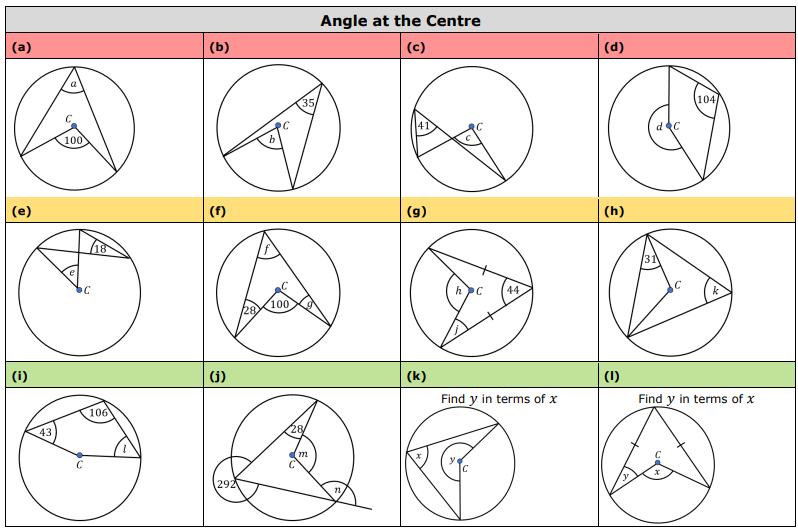 Angle at the Centre
(a) (b) (c) (d)
a
C
100
35
C
b
41
C
c
104
d C
(e) (f) (g) (h)
18
e
C
f
C
28 100 g
h C 44
j
31
C
k
(i) (j) (k) (l)
106
43
l
C
28
m
C
292 n
Find y in terms of x
x y
C
Find y in terms of x
C
y x